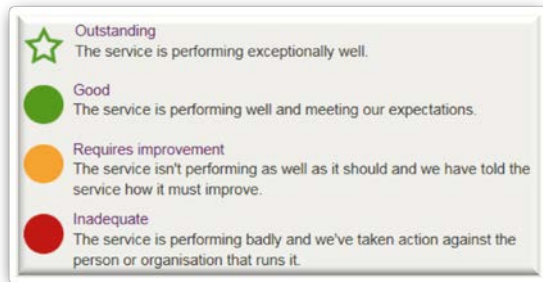 Outstanding
The service is performing exceptionally well.
Good
The service is performing well and meeting our expectations.
Requires improvement
The service isn't performing as well as it should and we have told the
service how it must improve.
Inadequate
The service is performing badly and we've taken action against the
person or organisation that runs it.